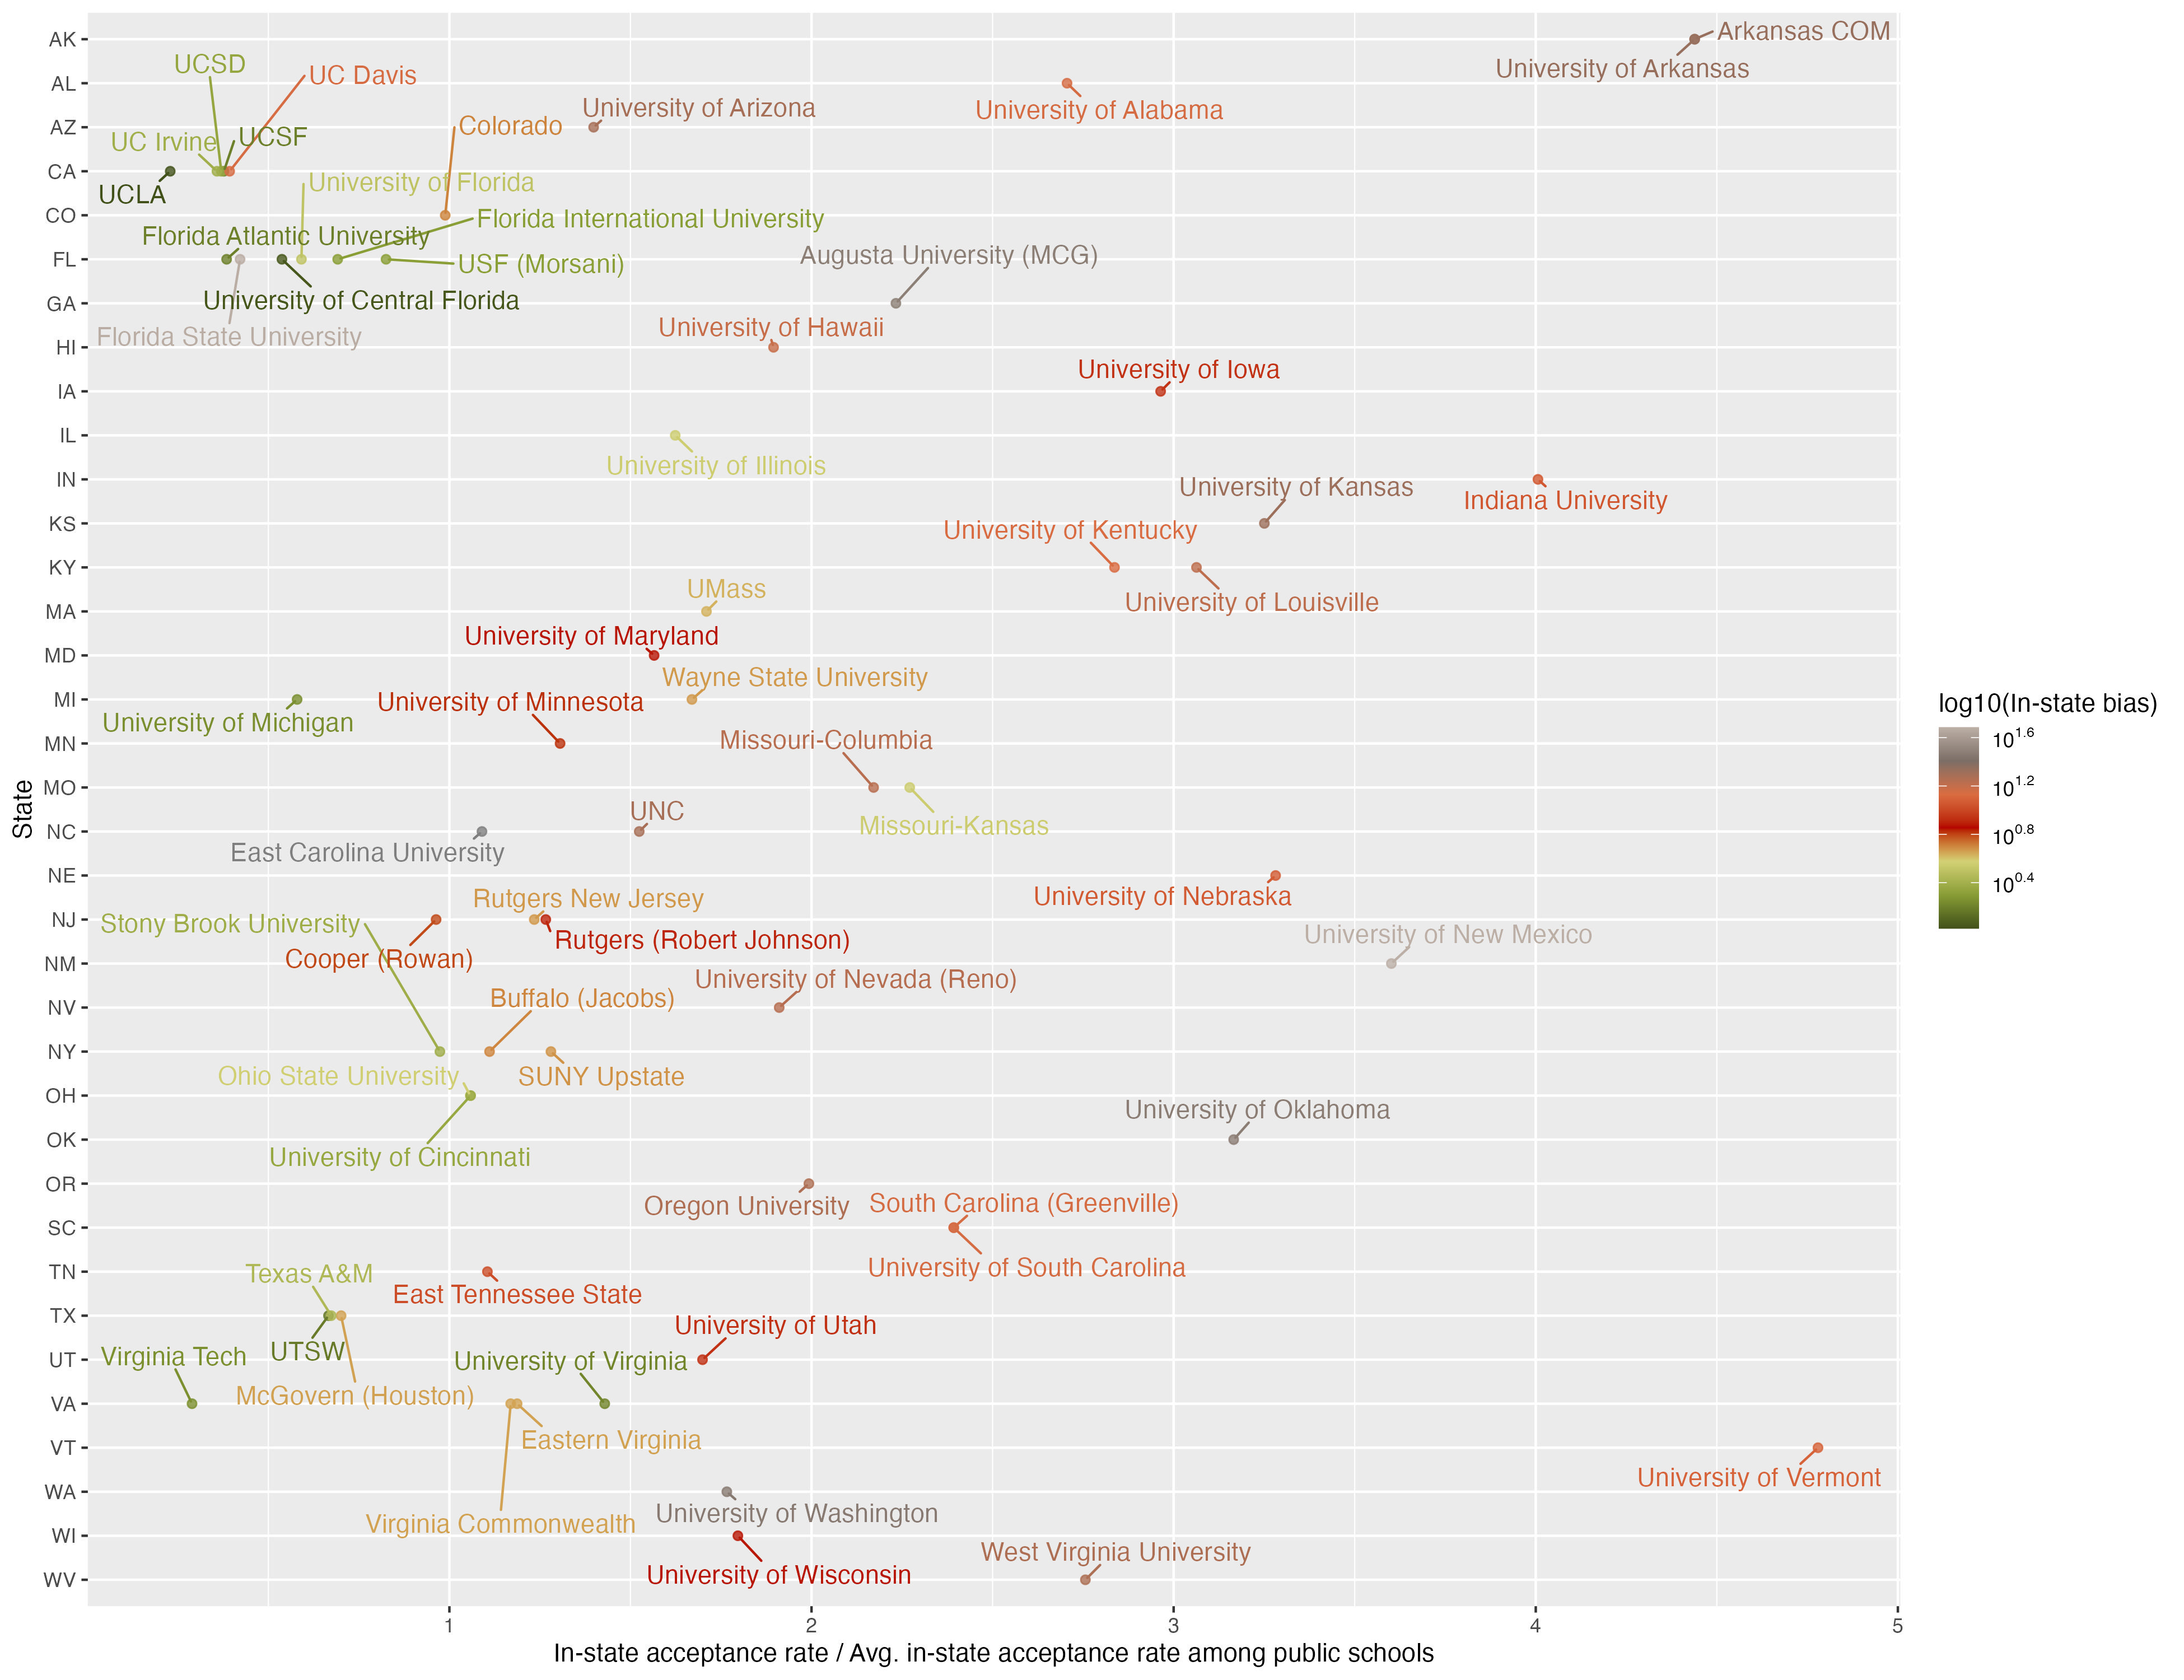 AK
Arkansas COM
University of Arkansas
UCSD
UC Davis
AL
University of Alabama
University of Arizona
AZ
Colorado
UC Irvine
UCSF
CA
UCLA
University of Florida
CO
Florida International University
Florida Atlantic University
FL
USF (Morsani)
Augusta University (MCG)
University of Central Florida
GA
Florida State University
University of Hawaii
HI
University of Iowa
IA
IL
University of Illinois
IN
University of Kansas
Indiana University
KS
University of Kentucky
KY
UMass
University of Louisville
MA
University of Maryland
MD
Wayne State University
MI
University of Minnesota
University of Michigan
MN
Missouri-Columbia
MO
UNC
Missouri-Kansas
NC
East Carolina University
NE
University of Nebraska
Rutgers New Jersey
NJ
Stony Brook University
Rutgers (Robert Johnson)
University of New Mexico
Cooper (Rowan)
NM
University of Nevada (Reno)
Buffalo (Jacobs)
NV
NY
Ohio State University
SUNY Upstate
OH
University of Oklahoma
OK
University of Cincinnati
OR
Oregon University
South Carolina (Greenville)
SC
University of South Carolina
TN
Texas A&M
East Tennessee State
TX
University of Utah
UTSW
Virginia Tech
UT
University of Virginia
McGovern (Houston)
VA
Eastern Virginia
VT
University of Vermont
WA
University of Washington
Virginia Commonwealth
WI
West Virginia University
University of Wisconsin
WV
State
1
2
3
4
5
In-state acceptance rate / Avg. in-state acceptance rate among public schools
log10(In-state bias)
10^1.6
10^1.2
10^0.8
10^0.4